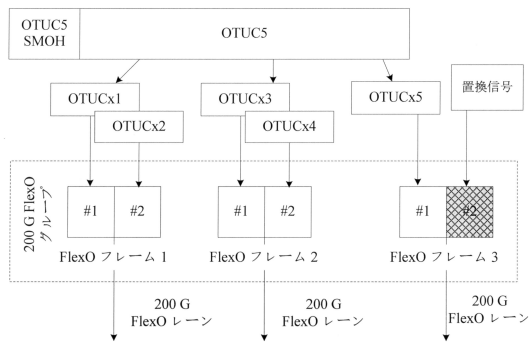 OTUC5
SMOH
OTUC5
OTUCx1
OTUCx2
OTUCx3
OTUCx4
OTUCx5
置換信号
200 G FlexO
グループ
#1
#2
#1
#2
#1
#2
FlexO フレーム 1
FlexO フレーム 2
FlexO フレーム 3
200 G
FlexO レーン
200 G
FlexO レーン
200 G
FlexO レーン